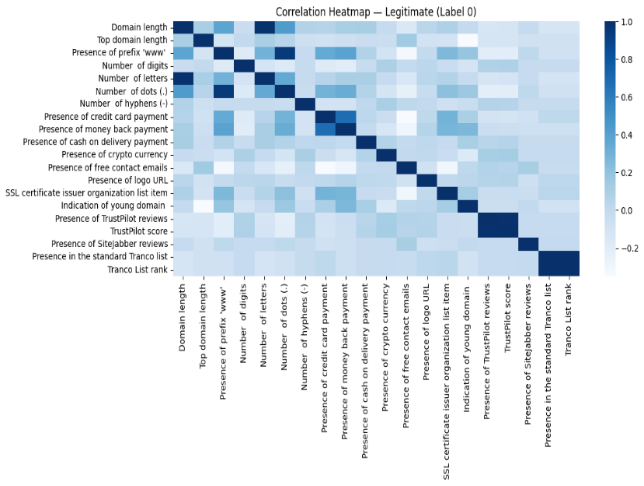 Correlation Heatmap — Legitimate (Label 0)
Domain length
Top domain length
Presence of prefix 'www'
Number of digits
Number of letters
Number of dots (.)
Number of hyphens (-)
Presence of credit card payment
Presence of money back payment
Presence of cash on delivery payment
Presence of crypto currency
Presence of free contact emails
Presence of logo URL
SSL certificate issuer organization list item
Indication of young domain
Presence of TrustPilot reviews
TrustPilot score
Presence of SiteJabber reviews
Presence in the standard Tranco list
Tranco List rank
1.0
0.8
0.6
0.4
0.2
0.0
−0.2
Domain length
Top domain length
Presence of prefix 'www'
Number of digits
Number of letters
Number of dots (.)
Number of hyphens (-)
Presence of credit card payment
Presence of money back payment
Presence of cash on delivery payment
Presence of crypto currency
Presence of free contact emails
Presence of logo URL
SSL certificate issuer organization list item
Indication of young domain
Presence of TrustPilot reviews
TrustPilot score
Presence of SiteJabber reviews
Presence in the standard Tranco list
Tranco List rank